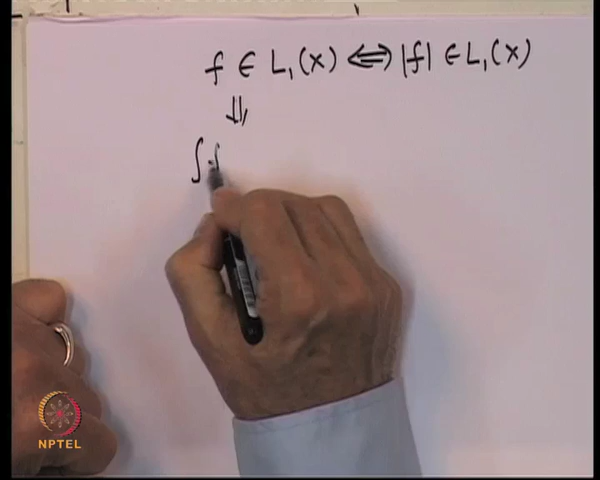 f ∈ L₁(x) ⇔ |f| ∈ L₁(x)
⇓
∫ f
NPTEL